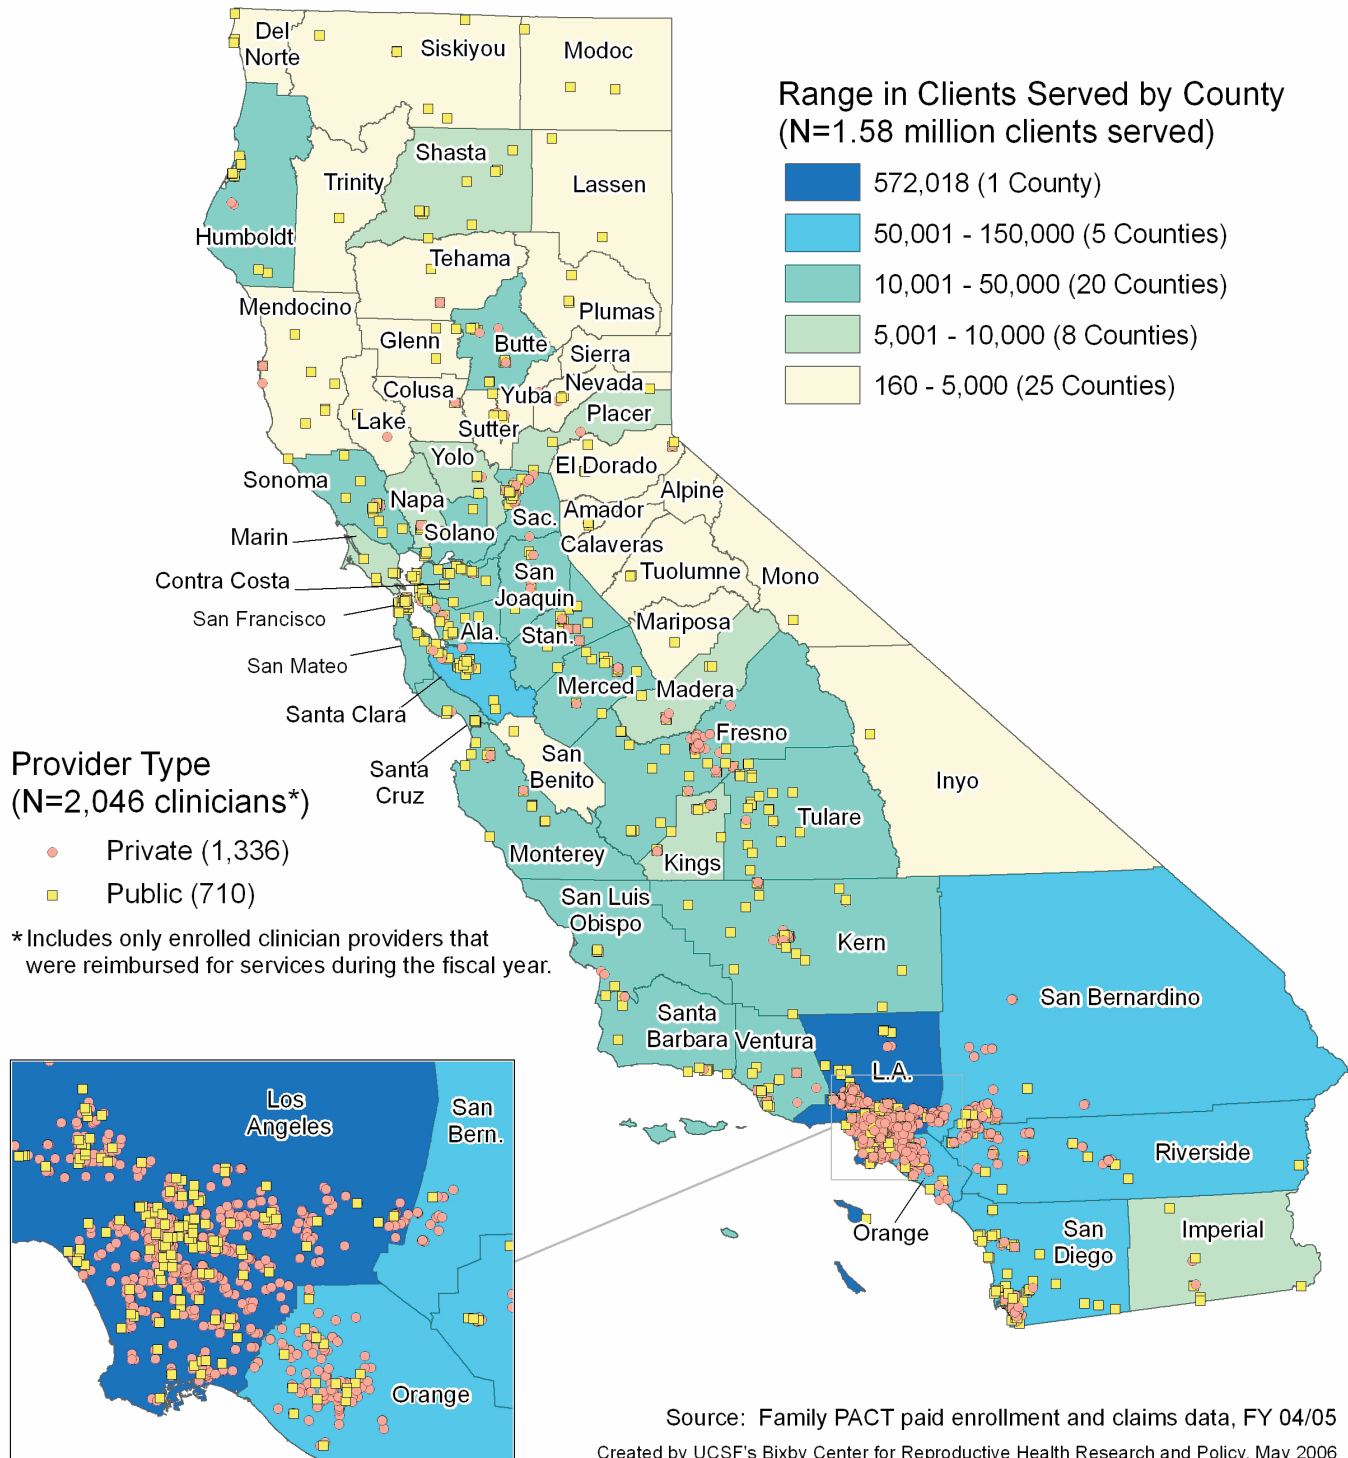 Del
Norte
Siskiyou
Modoc
Range in Clients Served by County
(N=1.58 million clients served)
572,018 (1 County)
50,001 - 150,000 (5 Counties)
10,001 - 50,000 (20 Counties)
5,001 - 10,000 (8 Counties)
160 - 5,000 (25 Counties)
Shasta
Trinity
Lassen
Humboldt
Tehama
Mendocino
Plumas
Glenn
Butte
Sierra
Colusa
Yuba
Nevada
Placer
Lake
Sutter
Yolo
El Dorado
Sonoma
Napa
Alpine
Sac.
Amador
Marin
Solano
Calaveras
Contra Costa
San
Joaquin
Tuolumne
Mono
San Francisco
Ala.
Stan.
Mariposa
San Mateo
Merced
Madera
Santa Clara
Fresno
Santa
Cruz
San
Benito
Inyo
Provider Type
(N=2,046 clinicians*)
Private (1,336)
Public (710)
*Includes only enrolled clinician providers that
were reimbursed for services during the fiscal year.
Tulare
Monterey
Kings
San Luis
Obispo
Kern
San Bernardino
Santa
Barbara
Ventura
L.A.
Riverside
Orange
San
Diego
Imperial
Los
Angeles
San
Bern.
Orange
Source: Family PACT paid enrollment and claims data, FY 04/05
Created by UCSF's Bixby Center for Reproductive Health Research and Policy, May 2006